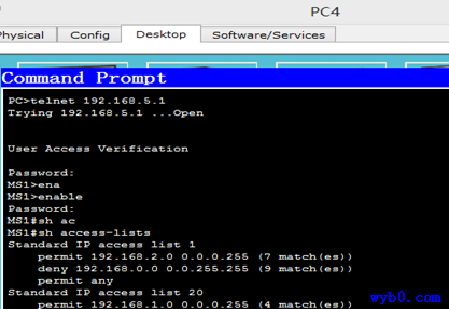 PC4
Physical Config Desktop Software/Services
Command Prompt
PC>telnet 192.168.5.1
Trying 192.168.5.1 ...Open
User Access Verification
Password:
MS1>ena
MS1>enable
Password:
MS1#sh ac
MS1#sh access-lists
Standard IP access list 1
permit 192.168.2.0 0.0.0.255 (7 match(es))
deny 192.168.0.0 0.0.255.255 (9 match(es))
permit any
Standard IP access list 20
permit 192.168.1.0 0.0.0.255 (4 match(es))
wyb0.com